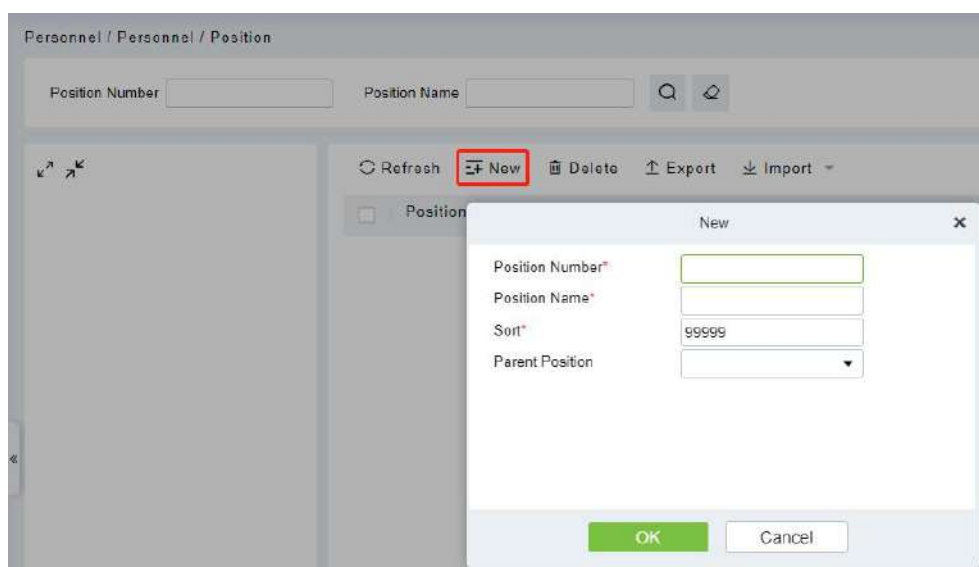 Personnel / Personnel / Position
Position Number Position Name
Refresh New Delete Export Import
Position
New
Position Number*
Position Name*
Sort* 99999
Parent Position
OK Cancel